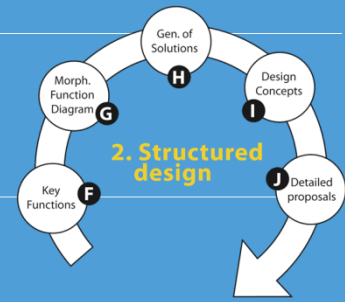 Gen. of
Solutions
H
Morph.
Function
Diagram
G
Design
Concepts
I
2. Structured
design
Key
Functions
F
J
Detailed
proposals